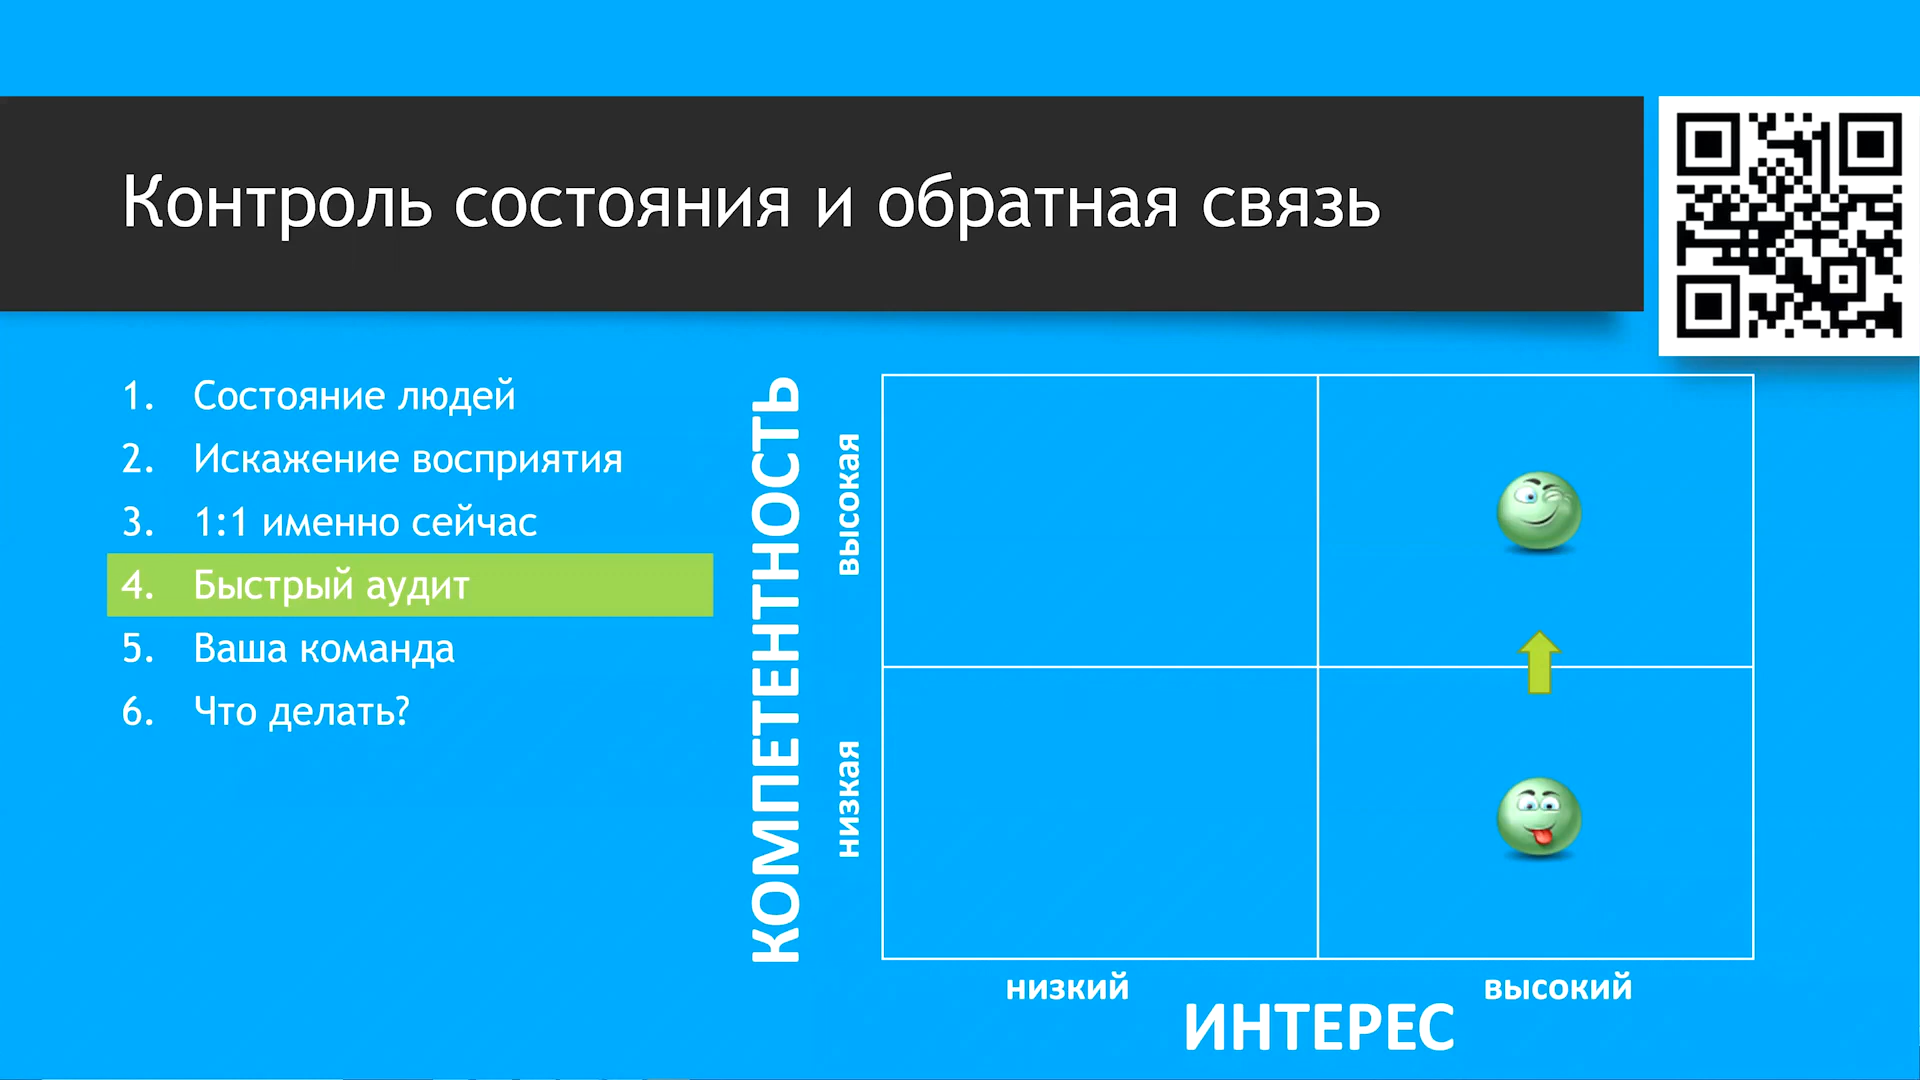 Контроль состояния и обратная связь
1. Состояние людей
2. Искажение восприятия
3. 1:1 именно сейчас
4. Быстрый аудит
5. Ваша команда
6. Что делать?
КОМПЕТЕНТНОСТЬ
высокая
низкая
низкий
высокий
ИНТЕРЕС